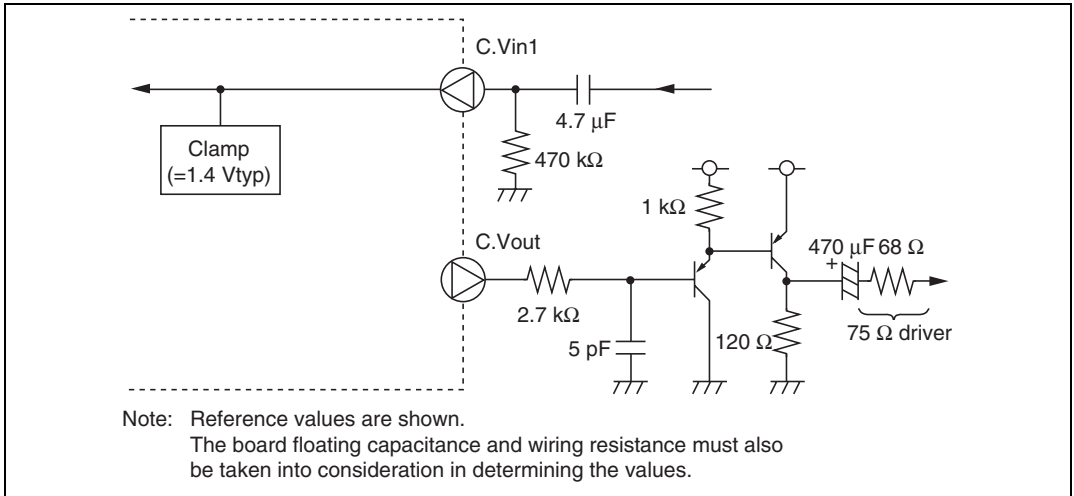 C.Vin1
4.7 µF
Clamp
(=1.4 Vtyp)
470 kΩ
1 kΩ
C.Vout
470 µF 68 Ω
+
2.7 kΩ
5 pF
120 Ω
75 Ω driver
Note: Reference values are shown.
The board floating capacitance and wiring resistance must also
be taken into consideration in determining the values.